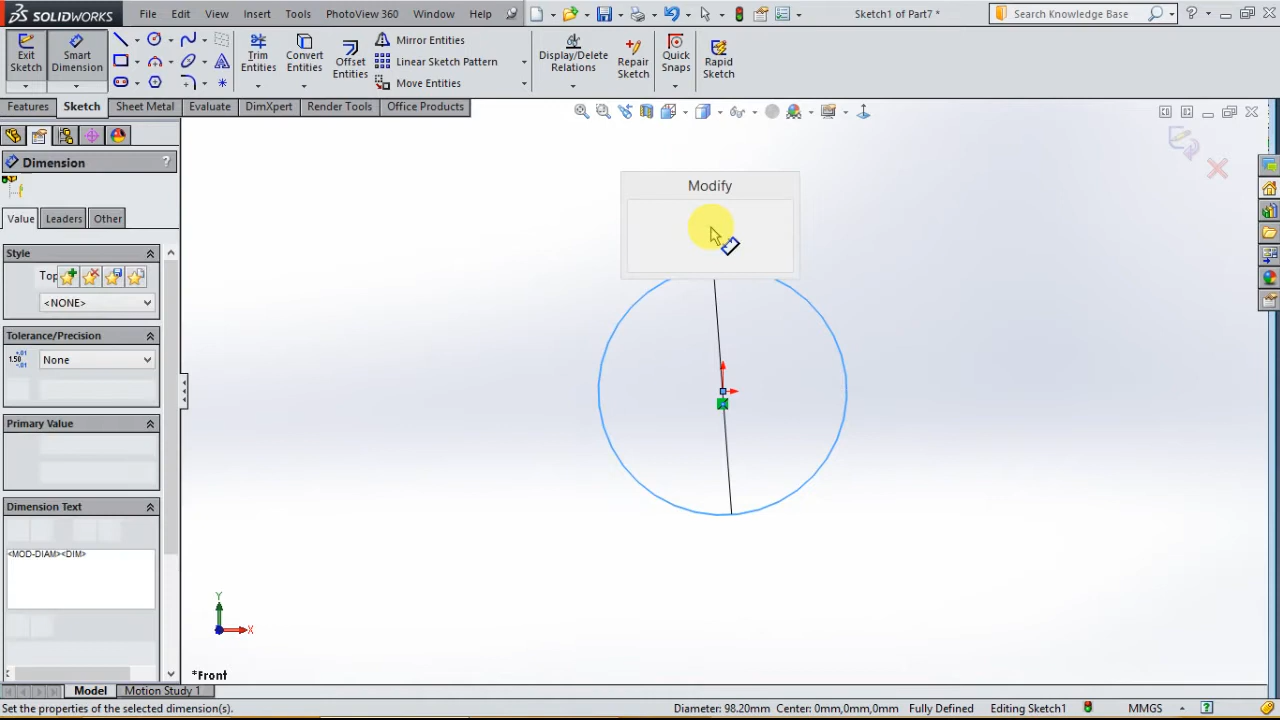 SOLIDWORKS File Edit View Insert Tools PhotoView 360 Window Help Sketch1 of Part7 * Search Knowledge Base
Exit Sketch
Smart Dimension
Trim Entities
Convert Entities
Offset Entities
Mirror Entities
Linear Sketch Pattern
Move Entities
Display/Delete Relations
Repair Sketch
Quick Snaps
Rapid Sketch
Features Sketch Sheet Metal Evaluate DimXpert Render Tools Office Products
Dimension ?
Value Leaders Other
Style
<NONE>
Tolerance/Precision
None
Primary Value
Dimension Text
<MOD-DIAM><DIM>
Modify
Y
X
*Front
Model Motion Study 1
Set the properties of the selected dimension(s). Diameter: 98.20mm Center: 0mm,0mm,0mm Fully Defined Editing Sketch1 MMGS ?